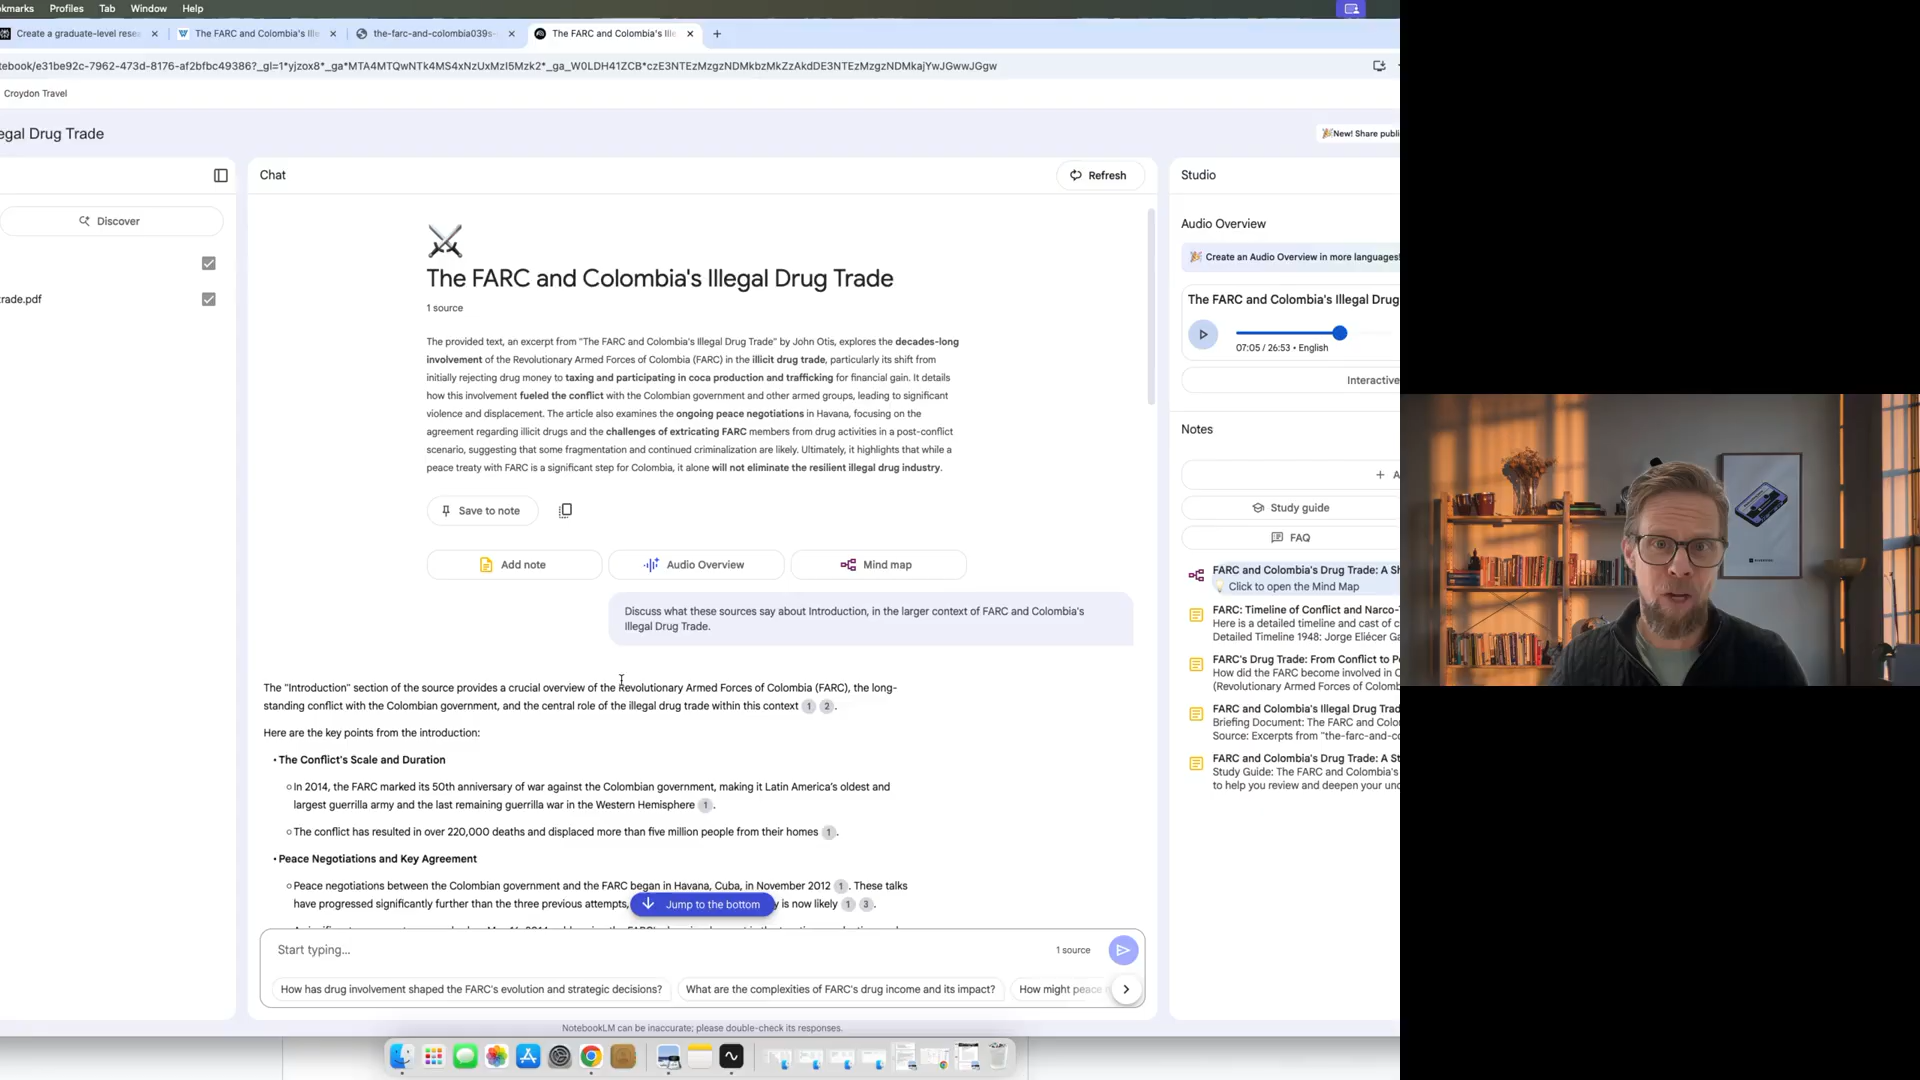 okmarks Profiles Tab Window Help
Create a graduate-level rese
The FARC and Colombia's Ille
the-farc-and-colombia039s-
The FARC and Colombia's Ille
tebook/e31be92c-7962-473d-8176-af2bfbc49386?_gl=1*yjzox8*_ga*MTA4MTQwNTk4MS4xNzUxMzI5Mzk2*_ga_W0LDH41ZCB*czE3NTEzMzgzNDMkbzMkZzAkdDE3NTEzMzgzNDMkajYwJGwwJGgw
Croydon Travel
egal Drug Trade
New! Share publi
Discover
rade.pdf
Chat
Refresh
The FARC and Colombia's Illegal Drug Trade
1 source
The provided text, an excerpt from "The FARC and Colombia's Illegal Drug Trade" by John Otis, explores the decades-long
involvement of the Revolutionary Armed Forces of Colombia (FARC) in the illicit drug trade, particularly its shift from
initially rejecting drug money to taxing and participating in coca production and trafficking for financial gain. It details
how this involvement fueled the conflict with the Colombian government and other armed groups, leading to significant
violence and displacement. The article also examines the ongoing peace negotiations in Havana, focusing on the
agreement regarding illicit drugs and the challenges of extricating FARC members from drug activities in a post-conflict
scenario, suggesting that some fragmentation and continued criminalization are likely. Ultimately, it highlights that while a
peace treaty with FARC is a significant step for Colombia, it alone will not eliminate the resilient illegal drug industry.
Save to note
Add note
Audio Overview
Mind map
Discuss what these sources say about Introduction, in the larger context of FARC and Colombia's
Illegal Drug Trade.
The "Introduction" section of the source provides a crucial overview of the Revolutionary Armed Forces of Colombia (FARC), the long-
standing conflict with the Colombian government, and the central role of the illegal drug trade within this context 1 2 .
Here are the key points from the introduction:
• The Conflict's Scale and Duration
○ In 2014, the FARC marked its 50th anniversary of war against the Colombian government, making it Latin America's oldest and
largest guerrilla army and the last remaining guerrilla war in the Western Hemisphere 1 .
○ The conflict has resulted in over 220,000 deaths and displaced more than five million people from their homes 1 .
• Peace Negotiations and Key Agreement
○ Peace negotiations between the Colombian government and the FARC began in Havana, Cuba, in November 2012 1 . These talks
have progressed significantly further than the three previous attempts, y is now likely 1 3 .
Jump to the bottom
Start typing...
1 source
How has drug involvement shaped the FARC's evolution and strategic decisions?
What are the complexities of FARC's drug income and its impact?
How might peace
NotebookLM can be inaccurate; please double-check its responses.
Studio
Audio Overview
Create an Audio Overview in more languages!
The FARC and Colombia's Illegal Drug
07:05 / 26:53 • English
Interactive
Notes
+ A
Study guide
FAQ
FARC and Colombia's Drug Trade: A Sh
Click to open the Mind Map
FARC: Timeline of Conflict and Narco-
Here is a detailed timeline and cast of c
Detailed Timeline 1948: Jorge Eliécer Ga
FARC's Drug Trade: From Conflict to Pe
How did the FARC become involved in C
(Revolutionary Armed Forces of Colomb
FARC and Colombia's Illegal Drug Trad
Briefing Document: The FARC and Colo
Source: Excerpts from "the-farc-and-co
FARC and Colombia's Drug Trade: A St
Study Guide: The FARC and Colombia's
to help you review and deepen your unc